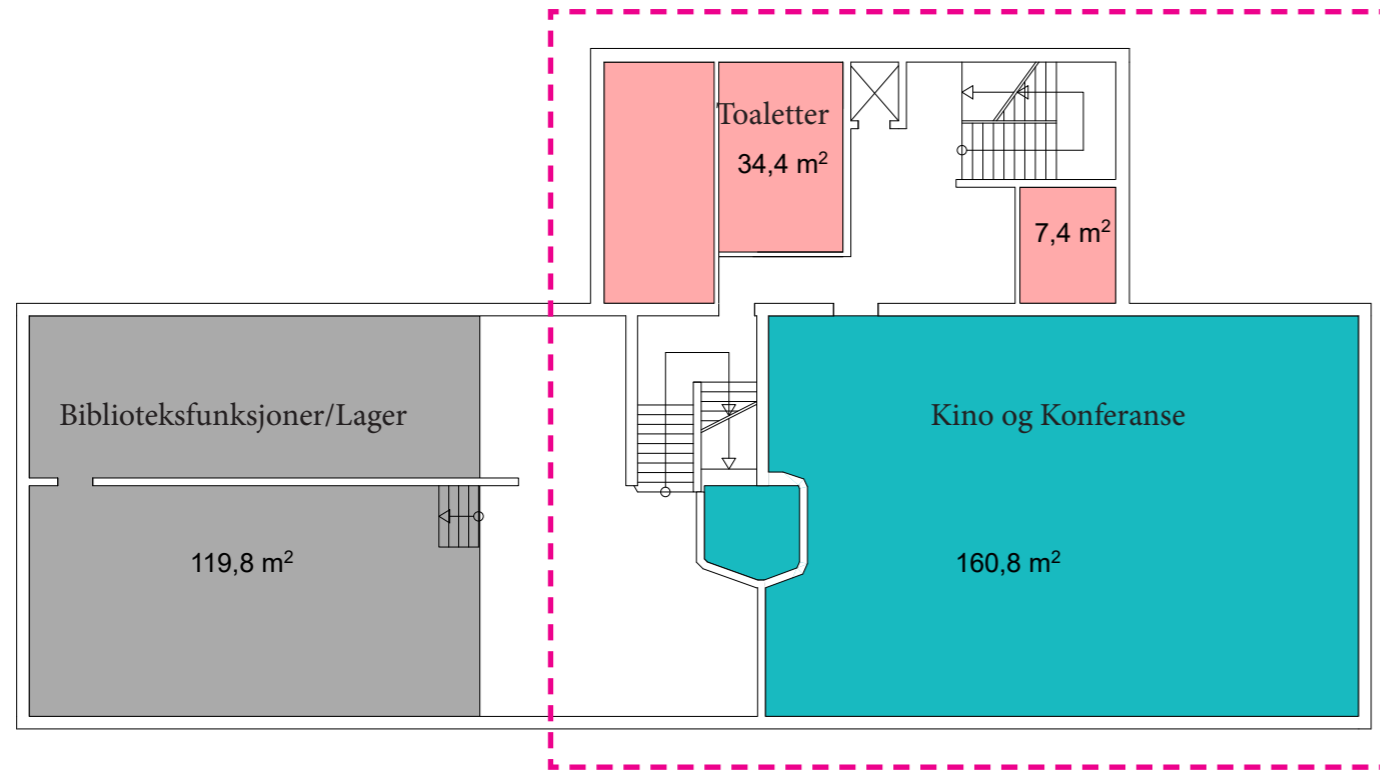 Toaletter
34,4 m²
7,4 m²
Biblioteksfunksjoner/Lager
Kino og Konferanse
119,8 m²
160,8 m²